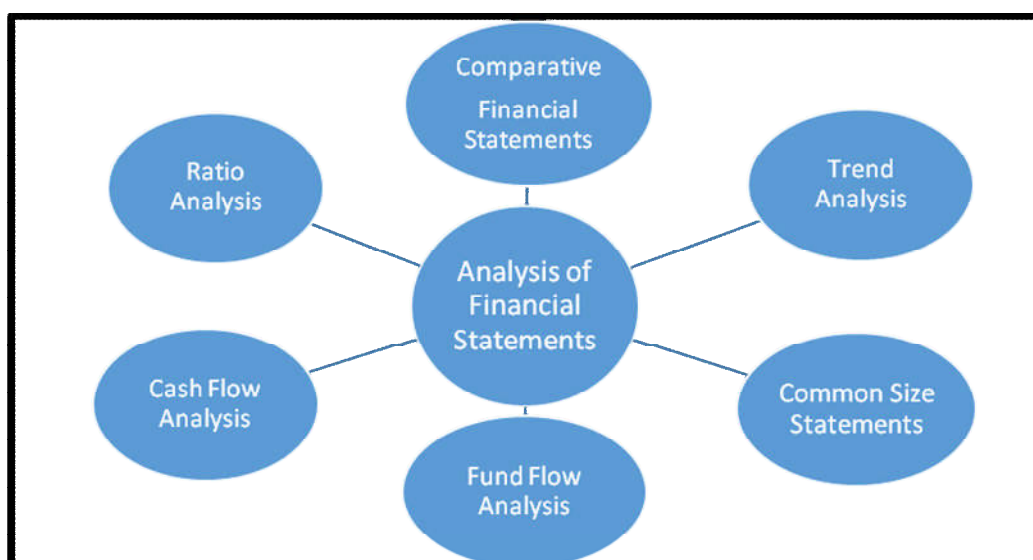 Comparative
Financial
Statements
Ratio
Analysis
Trend
Analysis
Analysis of
Financial
Statements
Cash Flow
Analysis
Common Size
Statements
Fund Flow
Analysis